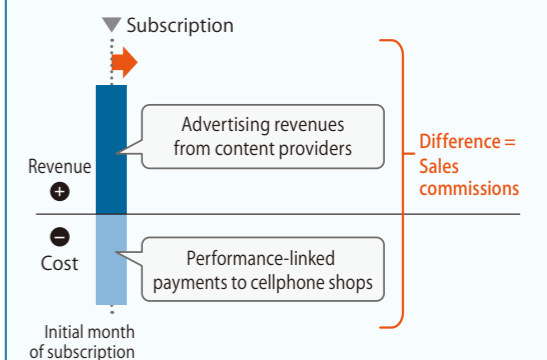 Subscription
Advertising revenues
from content providers
Revenue
+
Difference =
Sales
commissions
−
Cost
Performance-linked
payments to cellphone shops
Initial month
of subscription